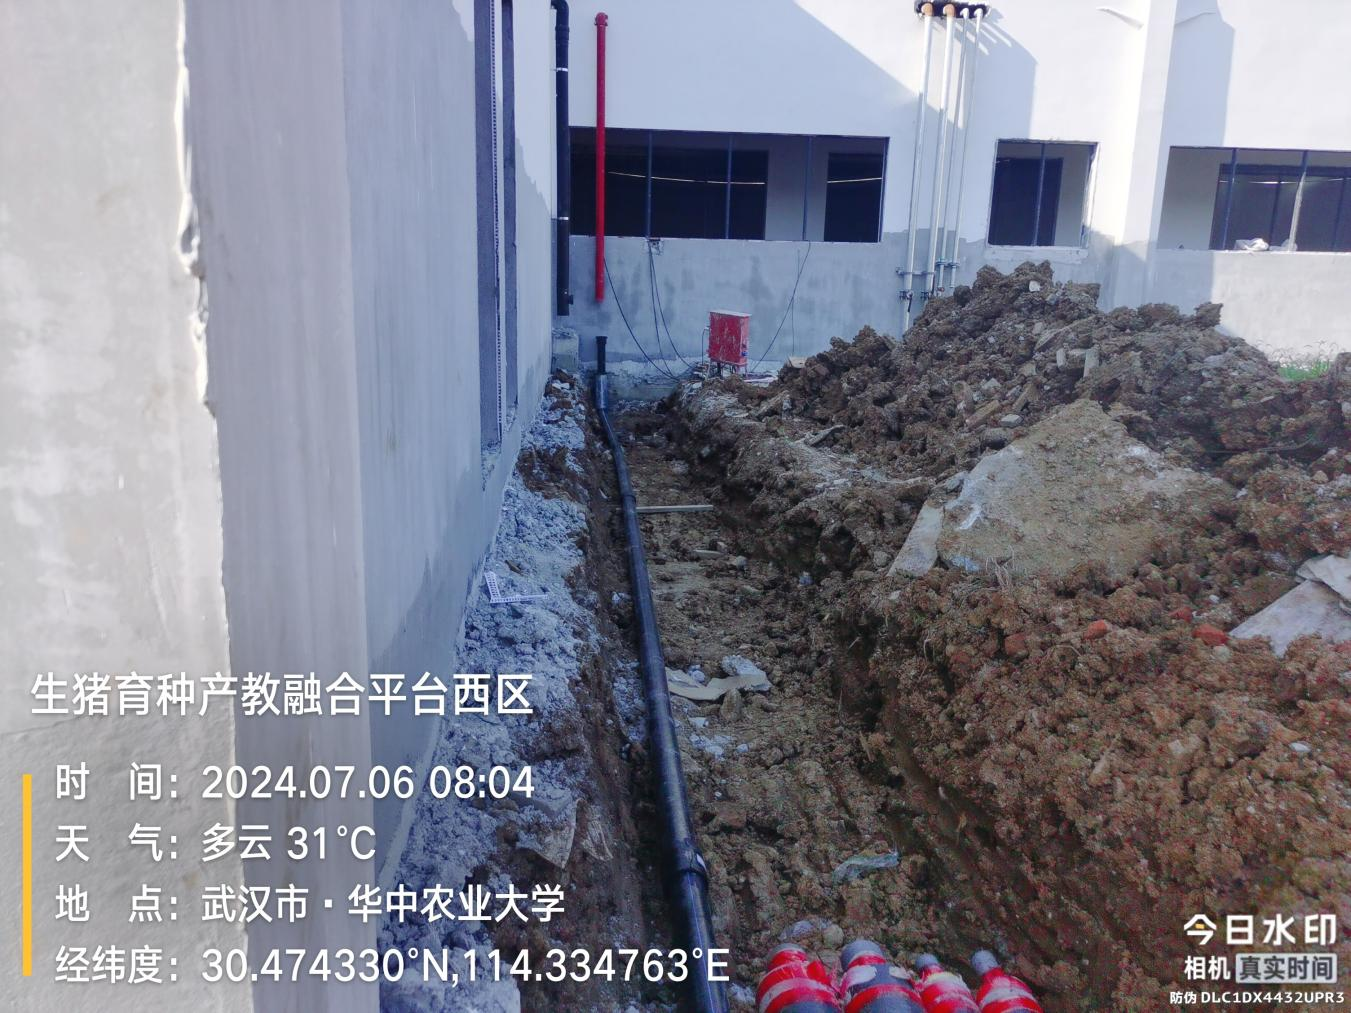 生猪育种产教融合平台西区
时 间：2024.07.06 08:04
天 气：多云 31°C
地 点：武汉市·华中农业大学
经纬度：30.474330°N,114.334763°E
今日水印
相机 真实时间
防伪 DLC1DX4432UPR3